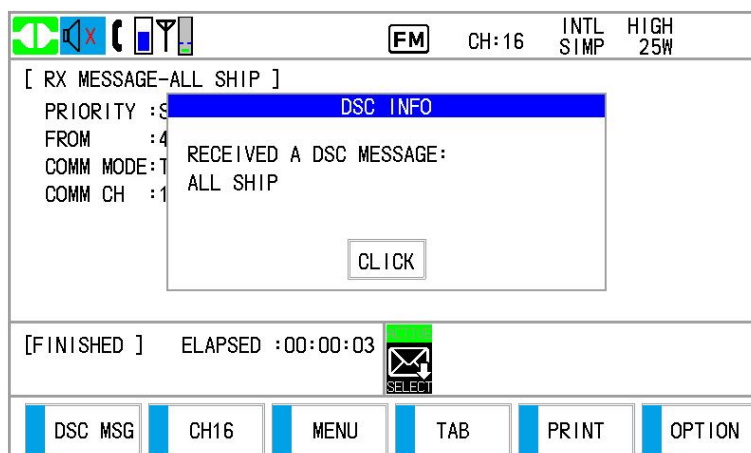 FM CH:16 INTL HIGH
SIMP 25W
[ RX MESSAGE-ALL SHIP ]
PRIORITY :S
FROM :4
COMM MODE:T
COMM CH :1
DSC INFO
RECEIVED A DSC MESSAGE:
ALL SHIP
CLICK
[FINISHED ] ELAPSED :00:00:03
SELECT
DSC MSG CH16 MENU TAB PRINT OPTION